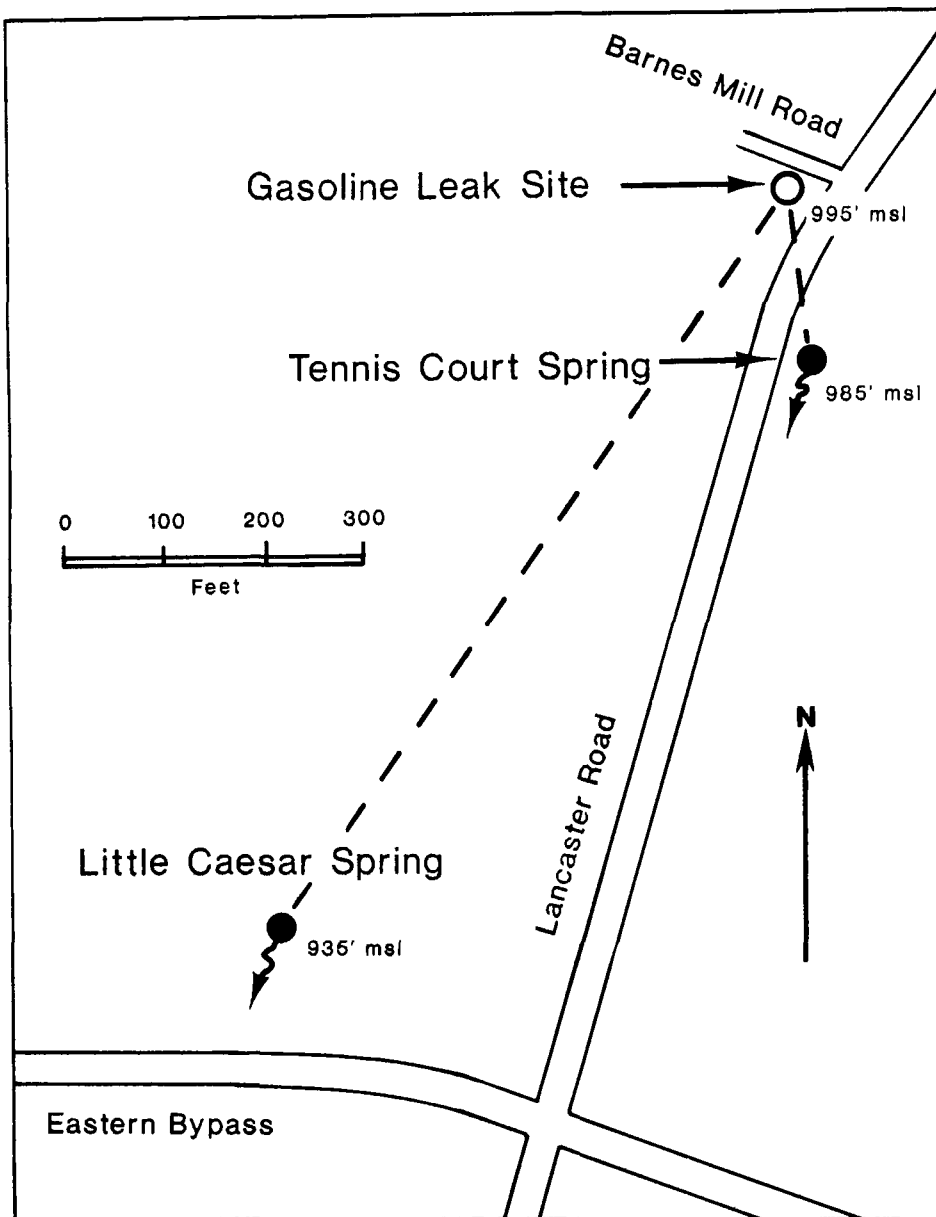 Barnes Mill Road
Gasoline Leak Site
995' msl
Tennis Court Spring
985' msl
0 100 200 300
Feet
N
Lancaster Road
Little Caesar Spring
935' msl
Eastern Bypass